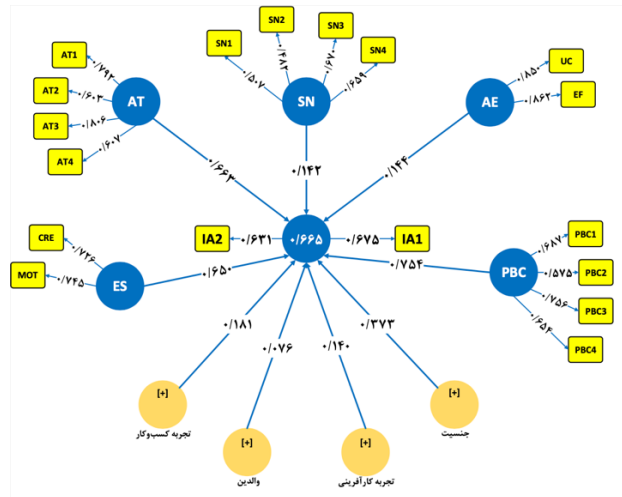 AT1
۰/۷۹۲
AT2
۰/۶۰۳
AT3
۰/۸۰۶
AT4
۰/۶۰۷
AT
SN1
۰/۵۰۷
SN2
۰/۴۸۲
SN3
۰/۶۷۰
SN4
۰/۶۵۹
SN
UC
۰/۸۵۰
EF
۰/۸۶۲
AE
۰/۶۶۳
۰/۱۴۲
۰/۱۴۴
IA2
۰/۶۳۱
۰/۶۶۵
۰/۶۷۵
IA1
CRE
۰/۷۲۶
MOT
۰/۷۴۵
ES
۰/۶۵۰
۰/۷۵۴
PBC
PBC1
۰/۶۸۷
PBC2
۰/۵۷۵
PBC3
۰/۷۵۶
PBC4
۰/۶۵۴
۰/۱۸۱
۰/۰۷۶
۰/۱۴۰
۰/۳۷۳
[+]
تجربه کسب‌وکار
[+]
والدین
[+]
تجربه کارآفرینی
[+]
جنسیت